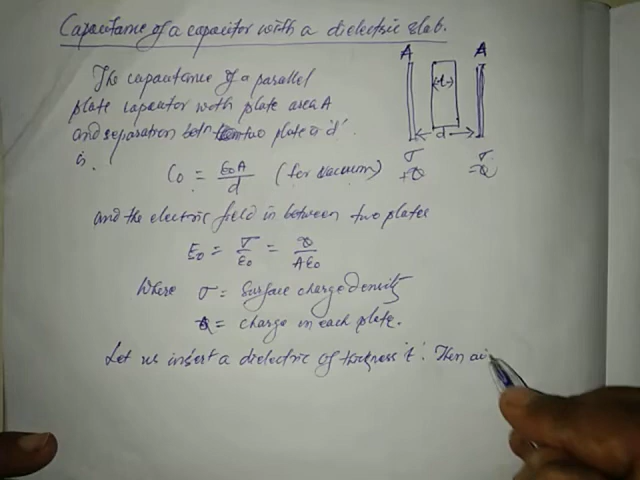 Capacitance of a capacitor with a dielectric slab.
The capacitance of a parallel
plate capacitor with plate area A
and separation betn two plate is 'd'.
is.
C0 = ε0A/d (for vacuum)
A A
t
d
σ σ
+Q -Q
and the electric field in between two plates
E0 = σ/ε0 = Q/Aε0
Where σ = Surface charge density
Q = charge in each plate.
Let us insert a dielectric of thickness 't'. Then ai